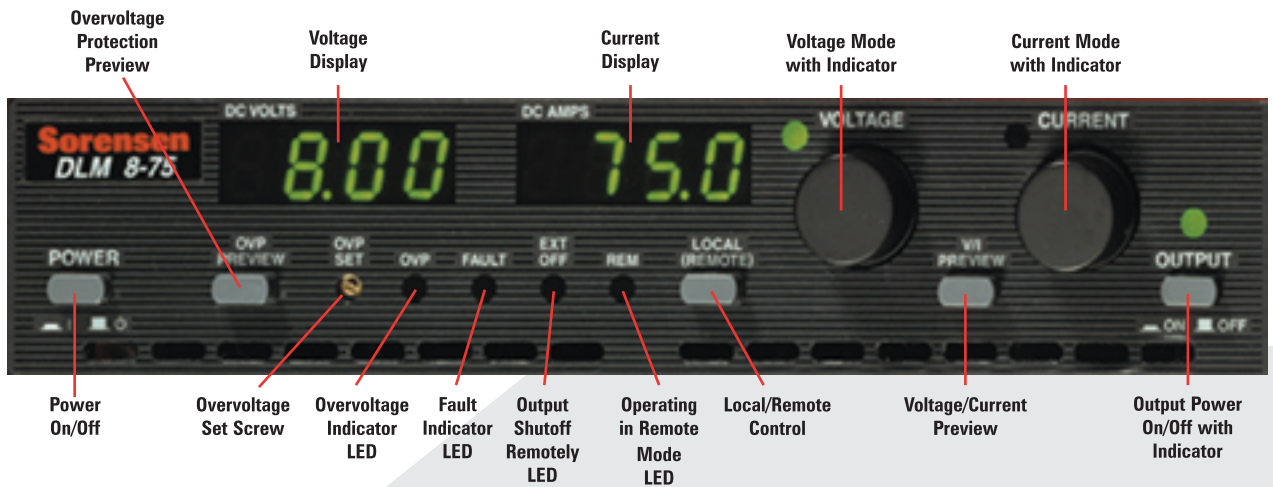 Overvoltage
Protection
Preview
Voltage
Display
Current
Display
Voltage Mode
with Indicator
Current Mode
with Indicator
DC VOLTS
DC AMPS
VOLTAGE
CURRENT
Sorensen
DLM 8-75
8.00
75.0
POWER
OVP
PREVIEW
OVP
SET
OVP
FAULT
EXT
OFF
REM
LOCAL
(REMOTE)
V/I
PREVIEW
OUTPUT
ON
OFF
Power
On/Off
Overvoltage
Set Screw
Overvoltage
Indicator
LED
Fault
Indicator
LED
Output
Shutoff
Remotely
LED
Operating
in Remote
Mode
LED
Local/Remote
Control
Voltage/Current
Preview
Output Power
On/Off with
Indicator